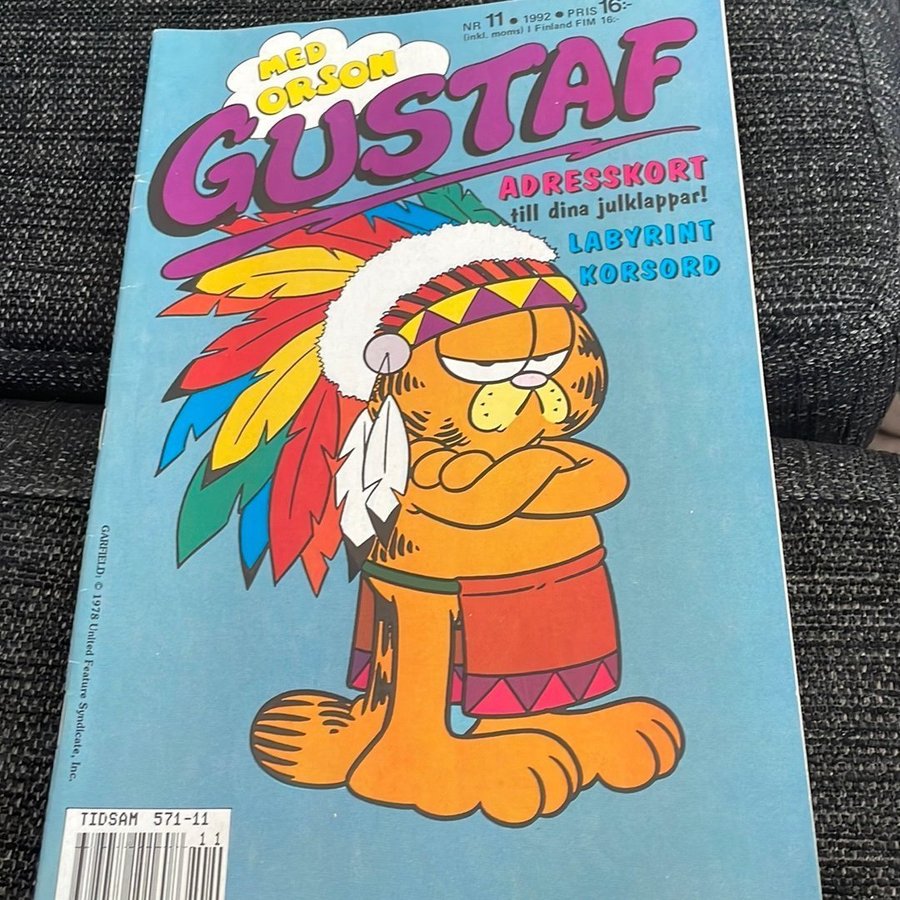 NR 11 • 1992 • PRIS 16:-
(inkl. moms) I Finland FIM 16:-
MED
ORSON
GUSTAF
ADRESSKORT
till dina julklappar!
LABYRINT
KORSORD
GARFIELD: © 1978 United Feature Syndicate, Inc.
TIDSAM 571-11
11